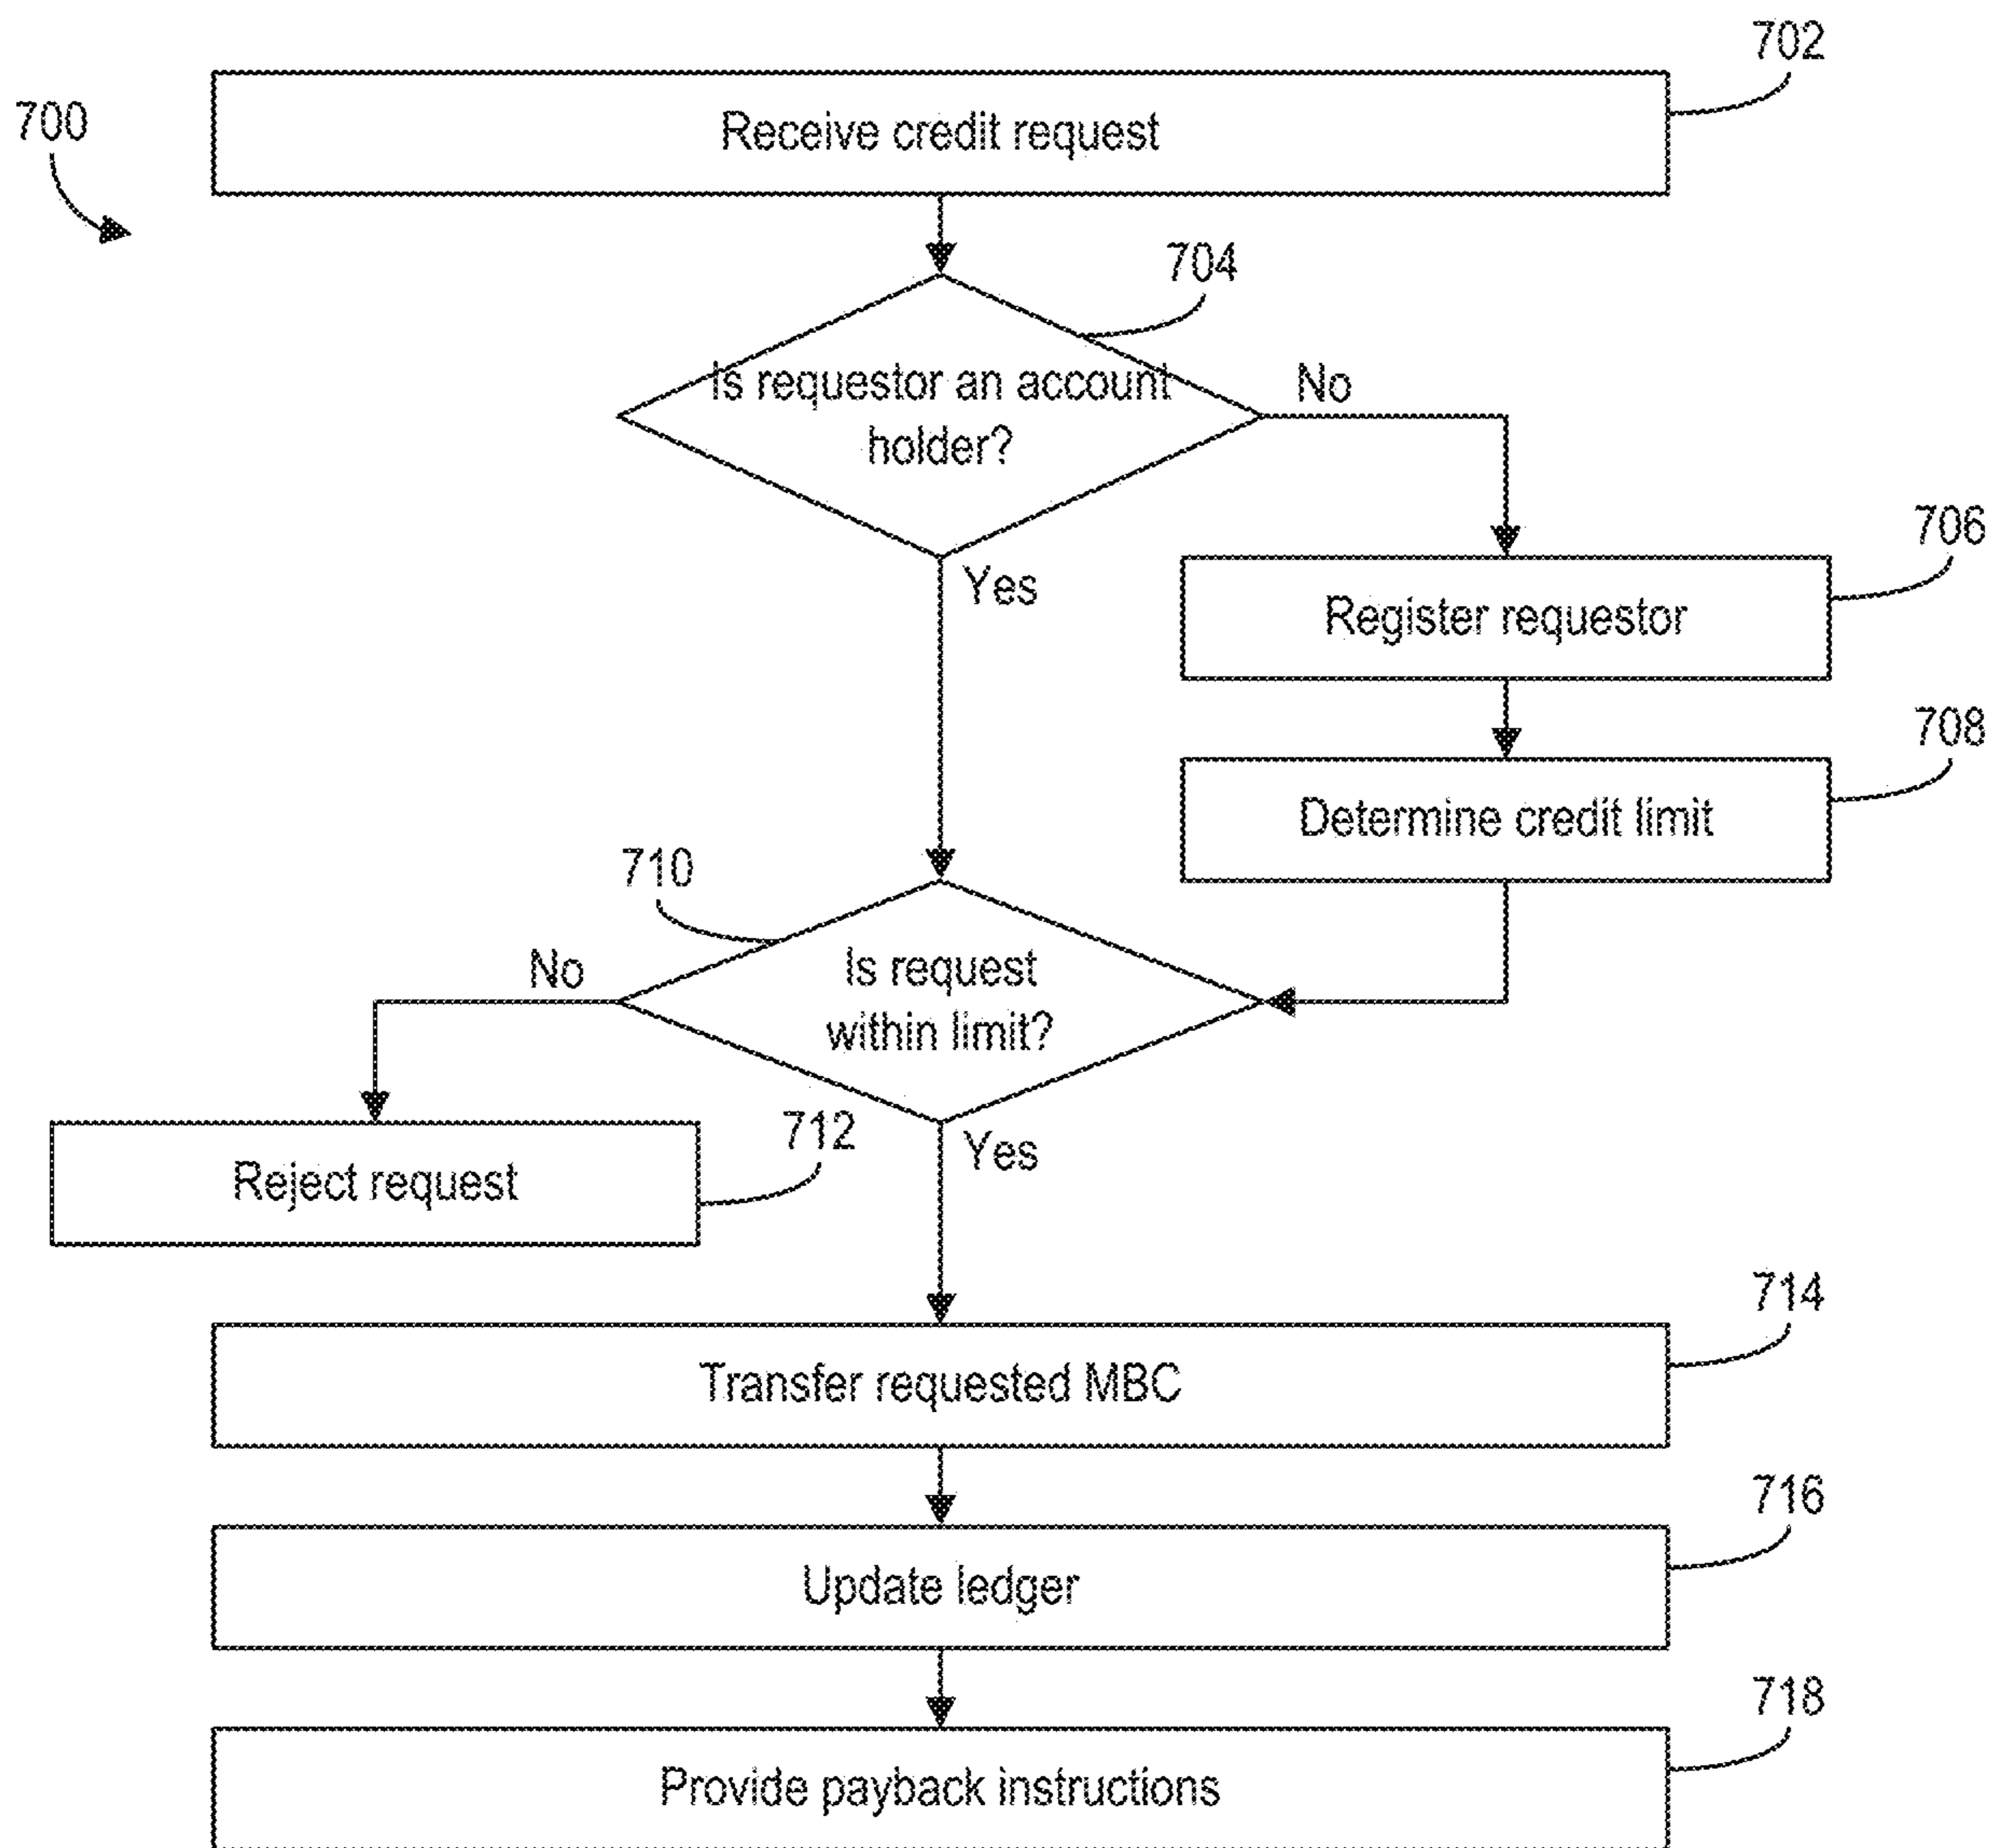 702
700
Receive credit request
704
Is requestor an account
holder?
No
Yes
706
Register requestor
708
Determine credit limit
710
No
Is request
within limit?
712
Yes
Reject request
714
Transfer requested MBC
716
Update ledger
718
Provide payback instructions